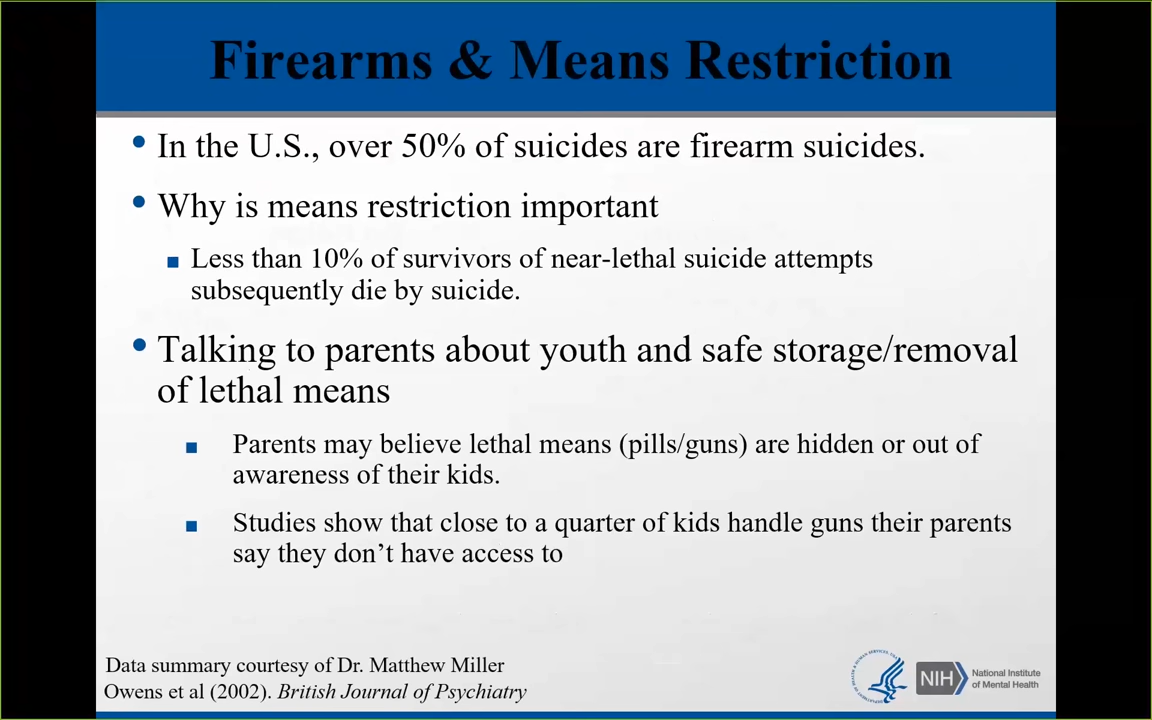 Firearms & Means Restriction
• In the U.S., over 50% of suicides are firearm suicides.
• Why is means restriction important
■ Less than 10% of survivors of near-lethal suicide attempts
subsequently die by suicide.
• Talking to parents about youth and safe storage/removal
of lethal means
■ Parents may believe lethal means (pills/guns) are hidden or out of
awareness of their kids.
■ Studies show that close to a quarter of kids handle guns their parents
say they don’t have access to
Data summary courtesy of Dr. Matthew Miller
Owens et al (2002). British Journal of Psychiatry
NIH
National Institute
of Mental Health